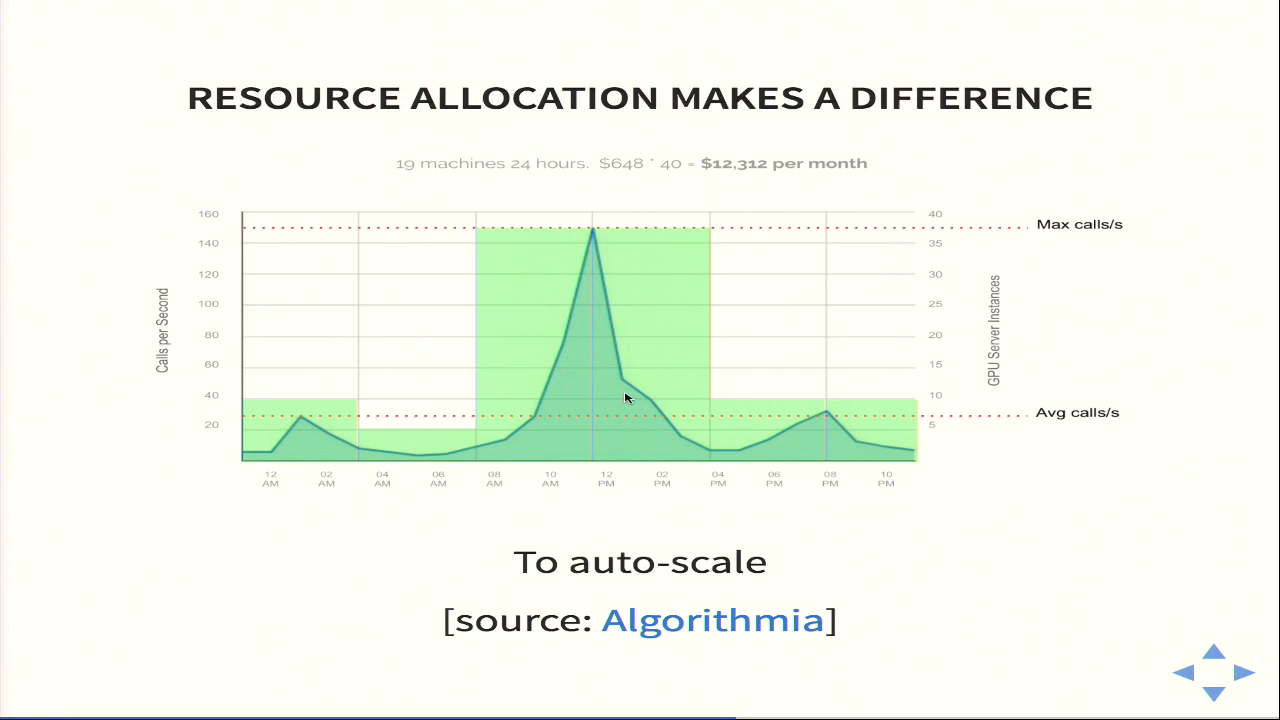 RESOURCE ALLOCATION MAKES A DIFFERENCE
19 machines 24 hours. $648 * 40 = $12,312 per month
160
140
120
100
80
60
40
20
Calls per Second
40
35
30
25
20
15
10
5
GPU Server Instances
Max calls/s
Avg calls/s
12 AM
02 AM
04 AM
06 AM
08 AM
10 AM
12 PM
02 PM
04 PM
06 PM
08 PM
10 PM
To auto-scale
[source: Algorithmia]